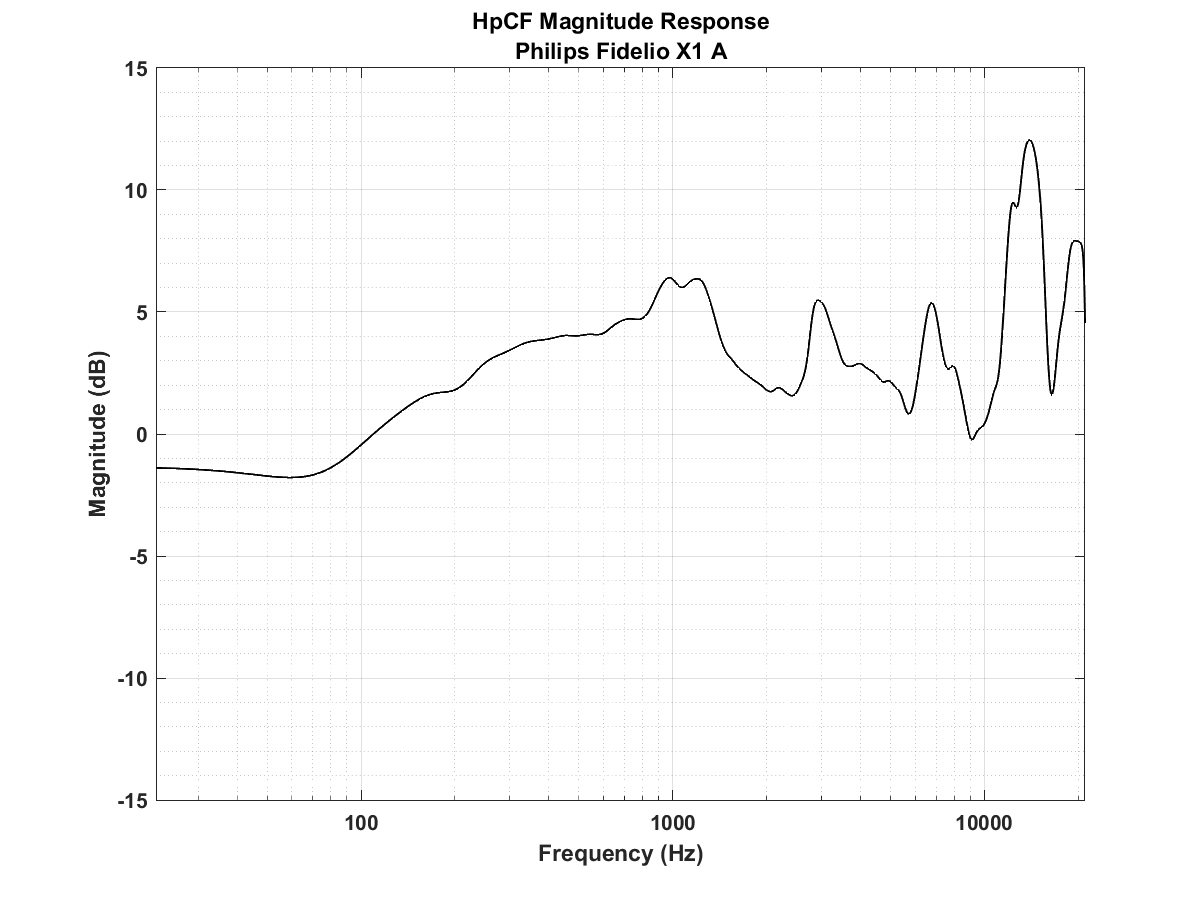 HpCF Magnitude Response
Philips Fidelio X1 A
15
10
5
0
-5
-10
-15
Magnitude (dB)
100
1000
10000
Frequency (Hz)